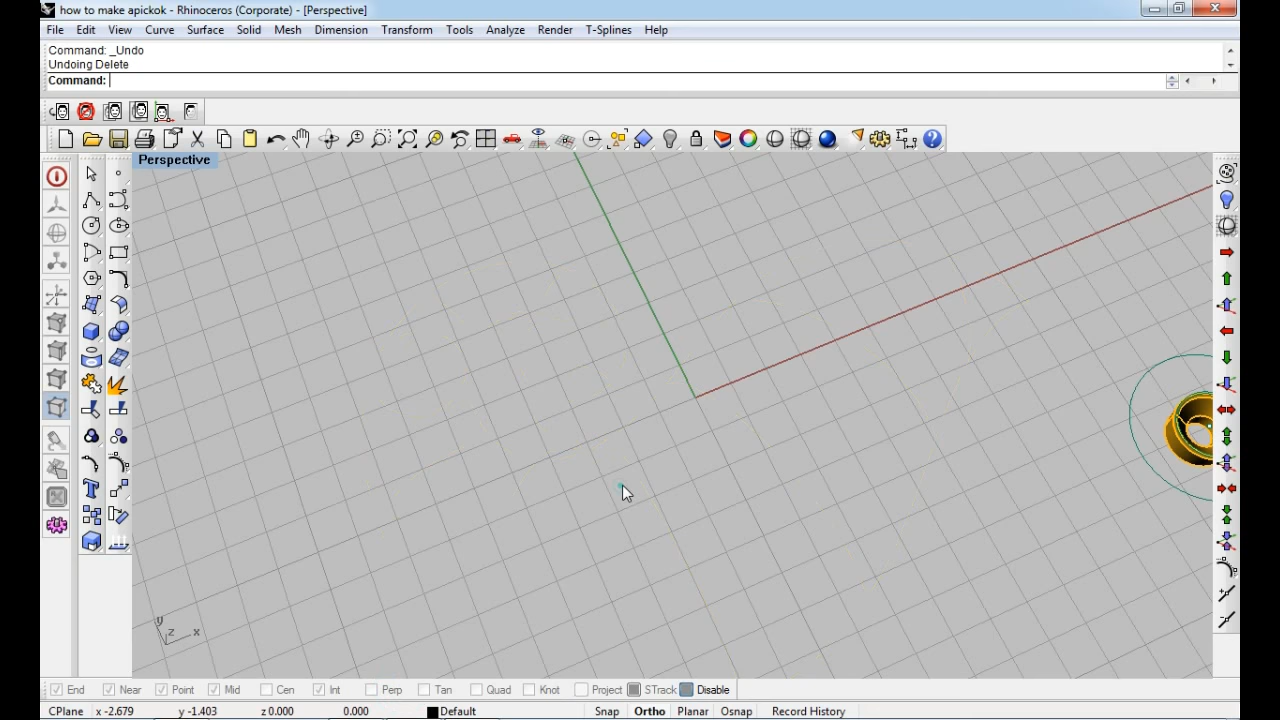 how to make apickok - Rhinoceros (Corporate) - [Perspective]
File Edit View Curve Surface Solid Mesh Dimension Transform Tools Analyze Render T-Splines Help
Command: _Undo
Undoing Delete
Command:
Perspective
y
z x
End Near Point Mid Cen Int Perp Tan Quad Knot Project STrack Disable
CPlane x -2.679 y -1.403 z 0.000 0.000 Default Snap Ortho Planar Osnap Record History